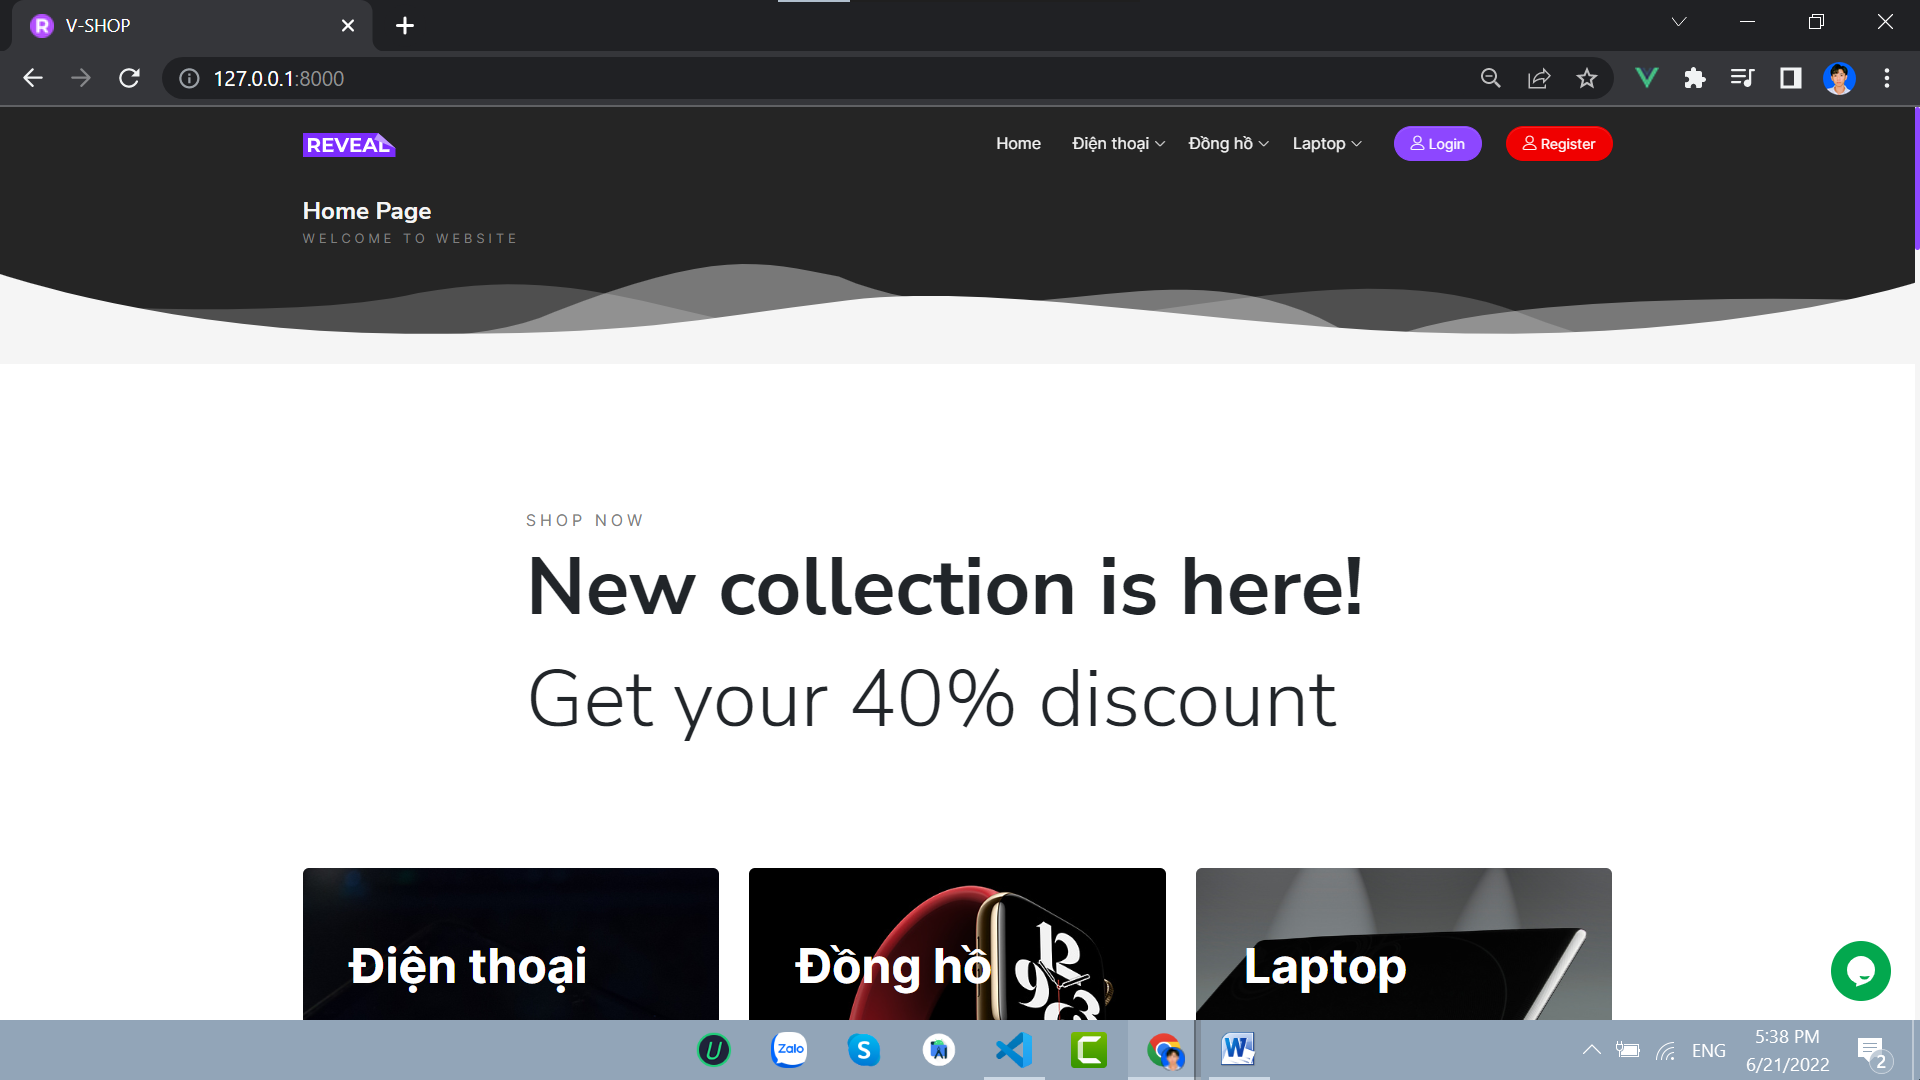 V-SHOP
127.0.0.1:8000
REVEAL
Home Điện thoại Đồng hồ Laptop Login Register
Home Page
WELCOME TO WEBSITE
SHOP NOW
New collection is here!
Get your 40% discount
Điện thoại
Đồng hồ
Laptop
Zalo
ENG
5:38 PM
6/21/2022
2